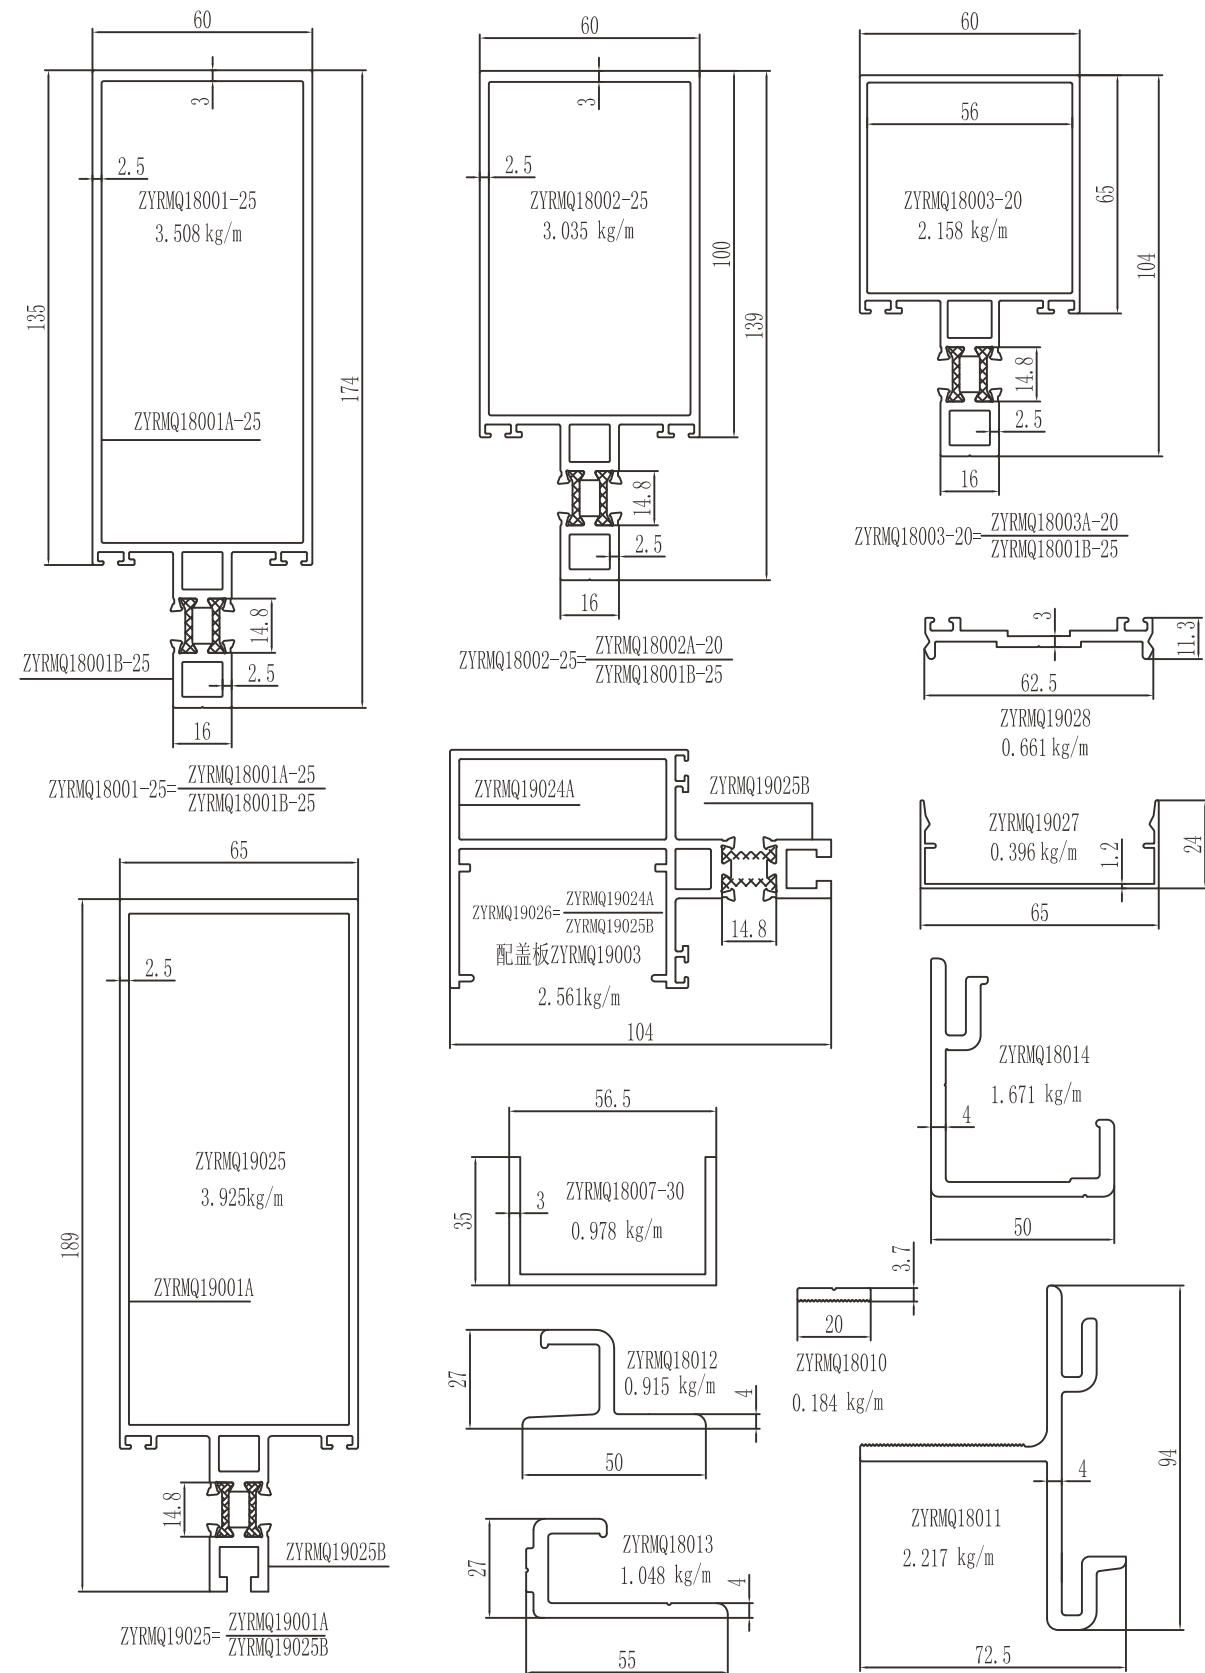 60
3
2.5
ZYRMQ18001-25
3.508 kg/m
135
174
ZYRMQ18001A-25
14.8
ZYRMQ18001B-25
2.5
16
ZYRMQ18001-25=
ZYRMQ18001A-25
ZYRMQ18001B-25
60
3
2.5
ZYRMQ18002-25
3.035 kg/m
100
139
14.8
2.5
16
ZYRMQ18002-25=
ZYRMQ18002A-20
ZYRMQ18001B-25
60
56
ZYRMQ18003-20
2.158 kg/m
65
104
14.8
2.5
16
ZYRMQ18003-20=
ZYRMQ18003A-20
ZYRMQ18001B-25
3
11.3
62.5
ZYRMQ19028
0.661 kg/m
ZYRMQ19027
0.396 kg/m
1.2
24
65
ZYRMQ19024A
ZYRMQ19025B
ZYRMQ19026=
ZYRMQ19024A
ZYRMQ19025B
配盖板ZYRMQ19003
2.561kg/m
14.8
104
65
2.5
ZYRMQ19025
3.925kg/m
189
ZYRMQ19001A
14.8
ZYRMQ19025B
ZYRMQ19025=
ZYRMQ19001A
ZYRMQ19025B
56.5
35
3
ZYRMQ18007-30
0.978 kg/m
ZYRMQ18014
1.671 kg/m
4
50
3.7
20
ZYRMQ18010
0.184 kg/m
27
ZYRMQ18012
0.915 kg/m
4
50
27
ZYRMQ18013
1.048 kg/m
4
55
94
4
ZYRMQ18011
2.217 kg/m
72.5